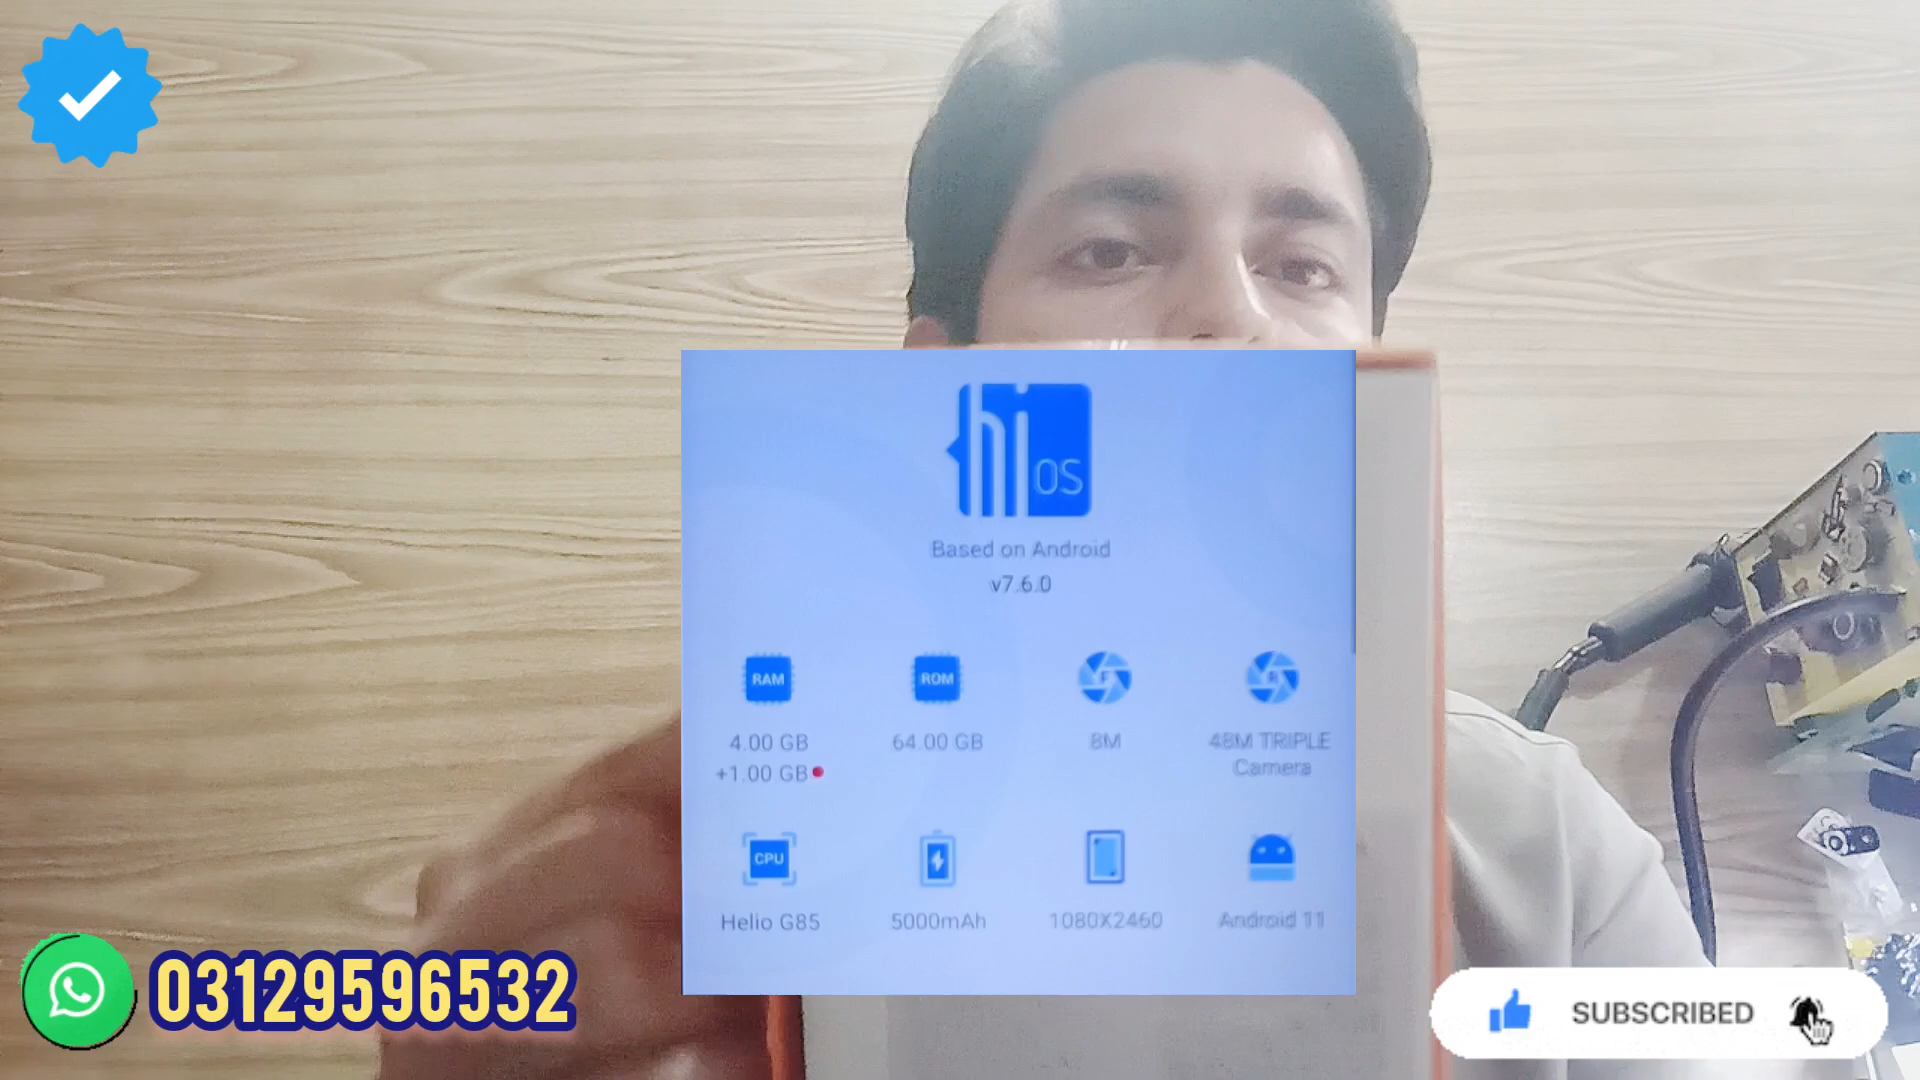 hi
OS
Based on Android
v7.6.0
RAM
ROM
4.00 GB
+1.00 GB
64.00 GB
8M
48M TRIPLE
Camera
CPU
Helio G85
5000mAh
1080X2460
Android 11
03129596532
SUBSCRIBED